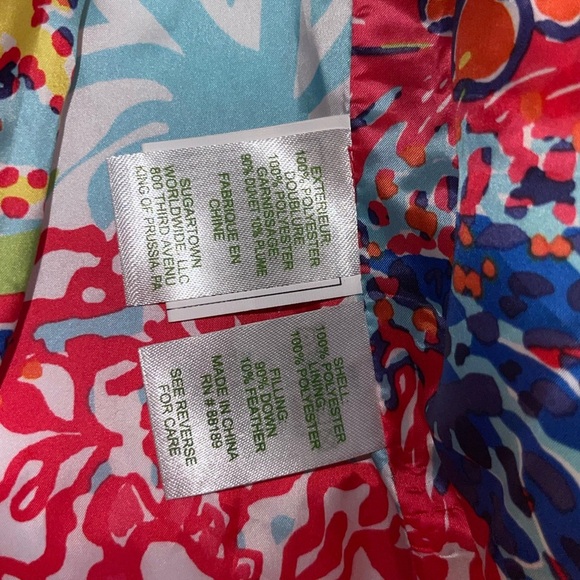 EXTERIEUR
100% POLYESTER
DOUBLURE
100% POLYESTER
GARNISSAGE:
90% DUVET 10% PLUME
FABRIQUE EN
CHINE
SUGARTOWN
WORLDWIDE LLC
800 THIRD AVENU
KING OF PRUSSIA, PA
SHELL
100% POLYESTER
LINING
100% POLYESTER
FILLING
90% DOWN
10% FEATHER
MADE IN CHINA
RN # 88189
SEE REVERSE
FOR CARE